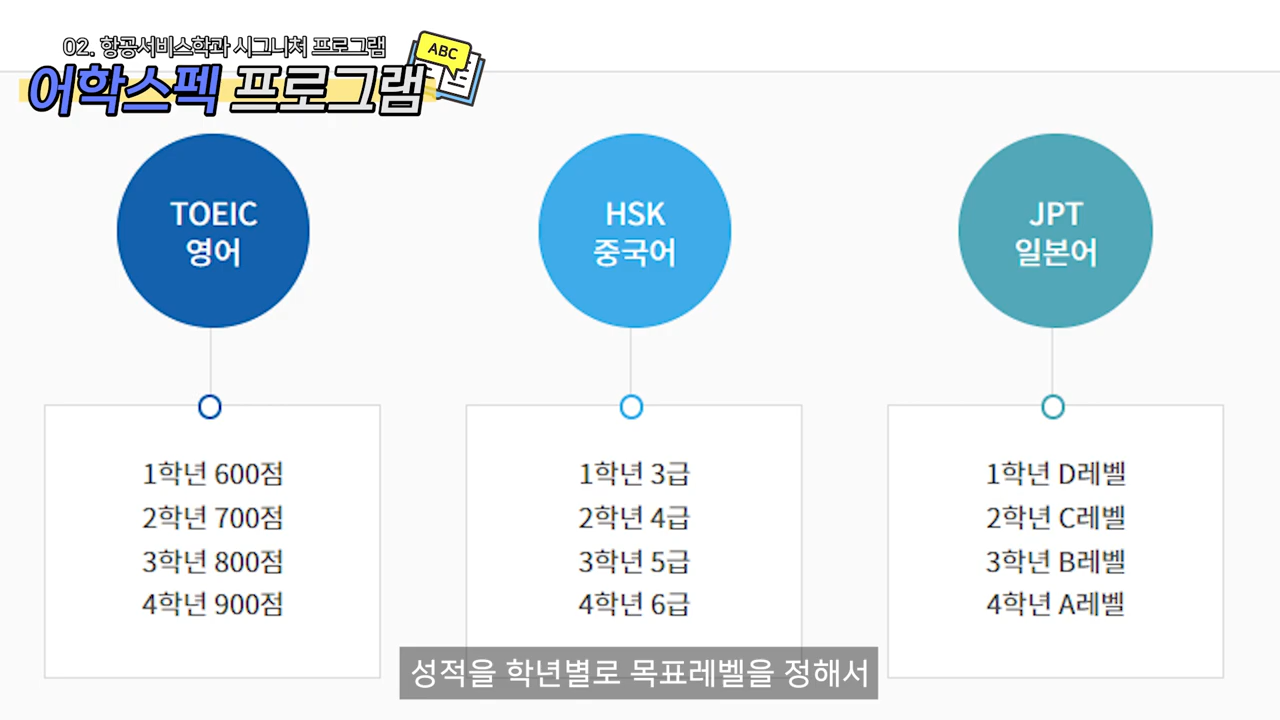 02. 항공서비스학과 시그니쳐 프로그램
어학스펙 프로그램
ABC
TOEIC
영어
HSK
중국어
JPT
일본어
1학년 600점
2학년 700점
3학년 800점
4학년 900점
1학년 3급
2학년 4급
3학년 5급
4학년 6급
1학년 D레벨
2학년 C레벨
3학년 B레벨
4학년 A레벨
성적을 학년별로 목표레벨을 정해서